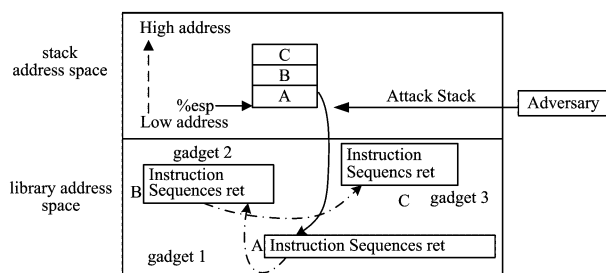 High address
stack
address space
C
B
A
%esp
Low address
Attack Stack
Adversary
gadget 2
library address
space
B
Instruction
Sequences ret
Instruction
Sequencs ret
C
gadget 3
A
Instruction Sequences ret
gadget 1